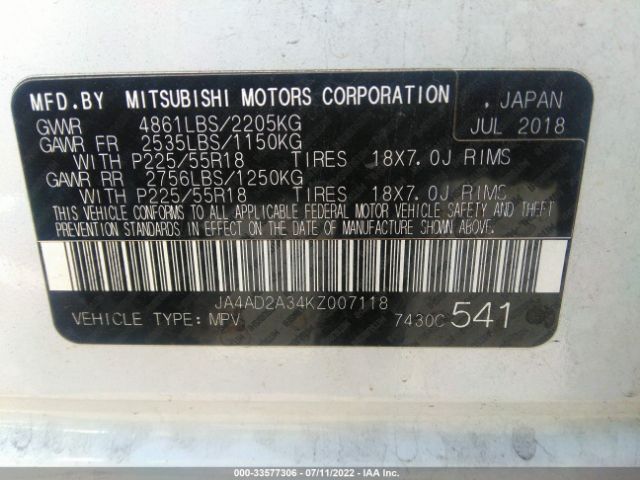 MFD.BY MITSUBISHI MOTORS CORPORATION , JAPAN
GVWR 4861LBS/2205KG JUL 2018
GAWR FR 2535LBS/1150KG
WITH P225/55R18 TIRES 18X7.0J RIMS
GAWR RR 2756LBS/1250KG
WITH P225/55R18 TIRES 18X7.0J RIMS
THIS VEHICLE CONFORMS TO ALL APPLICABLE FEDERAL MOTOR VEHICLE SAFETY AND THEFT
PREVENTION STANDARDS IN EFFECT ON THE DATE OF MANUFACTURE SHOWN ABOVE.
JA4AD2A34KZ007118
VEHICLE TYPE: MPV 7430C 541
000-33577306 - 07/11/2022 - IAA Inc.